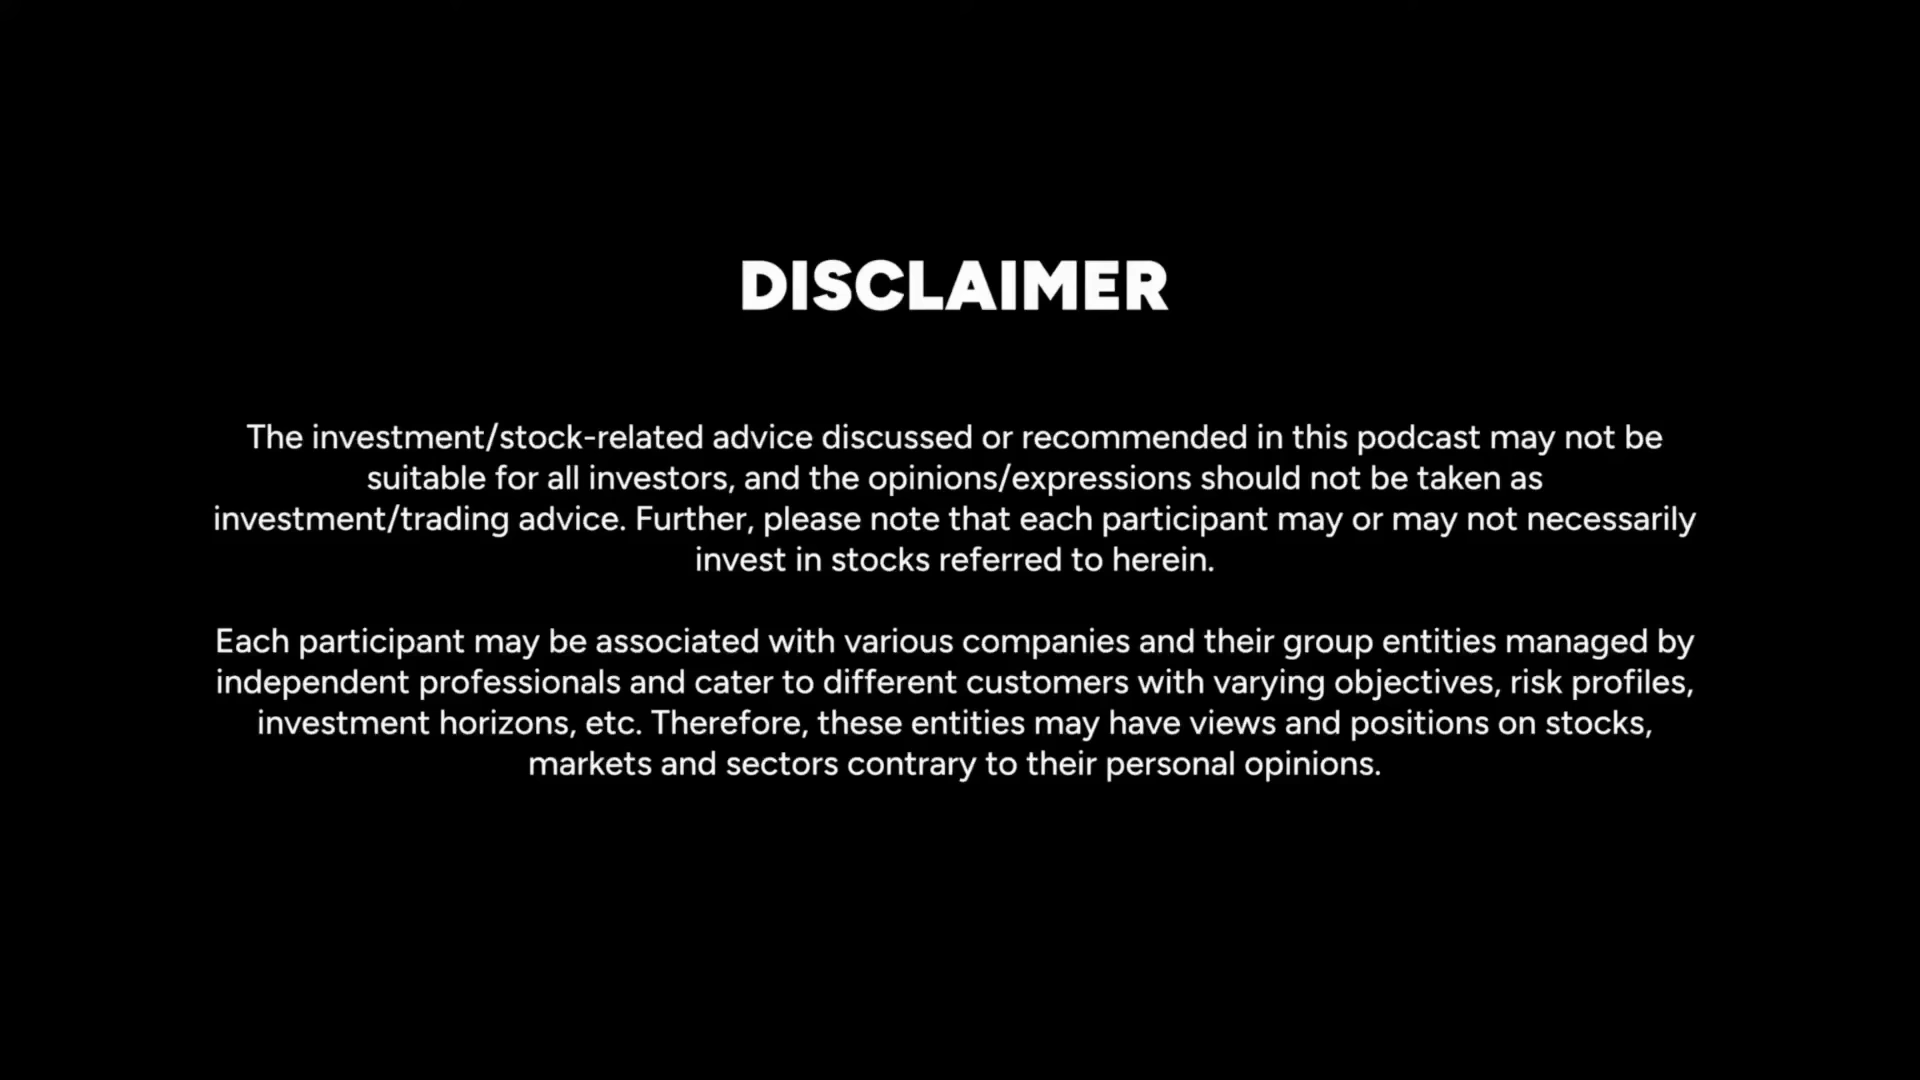 DISCLAIMER
The investment/stock-related advice discussed or recommended in this podcast may not be
suitable for all investors, and the opinions/expressions should not be taken as
investment/trading advice. Further, please note that each participant may or may not necessarily
invest in stocks referred to herein.
Each participant may be associated with various companies and their group entities managed by
independent professionals and cater to different customers with varying objectives, risk profiles,
investment horizons, etc. Therefore, these entities may have views and positions on stocks,
markets and sectors contrary to their personal opinions.